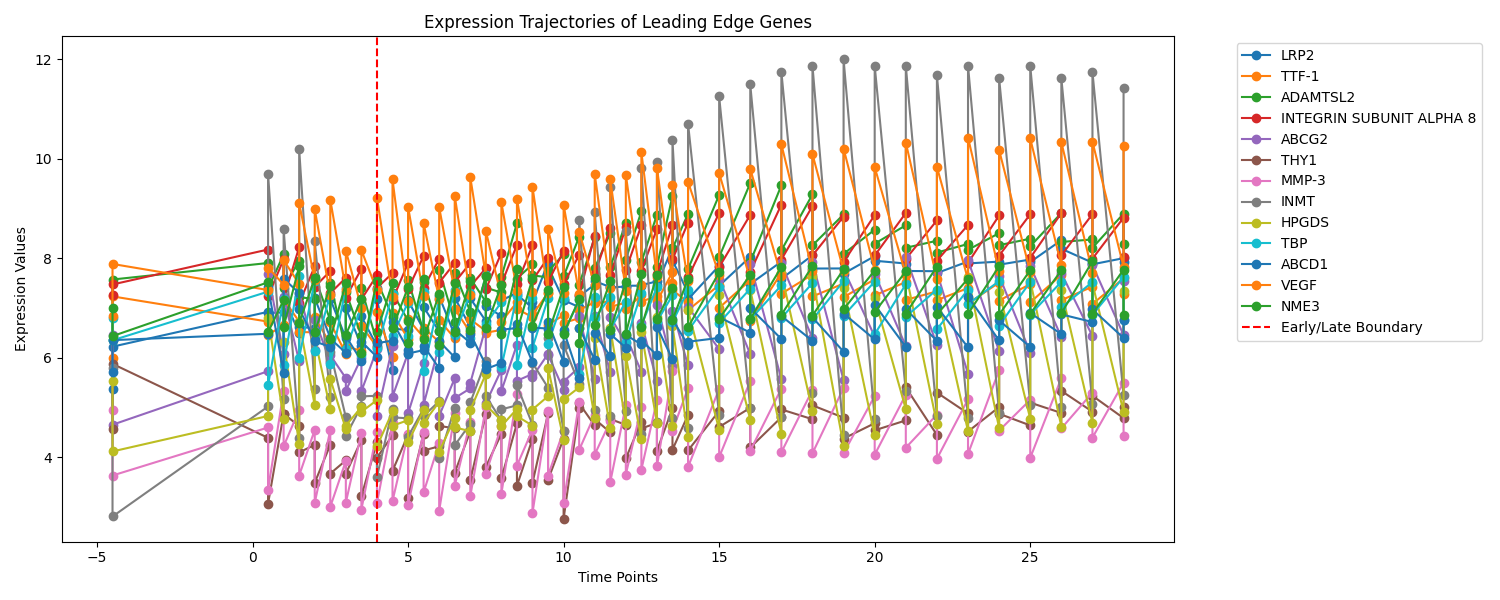 Expression Trajectories of Leading Edge Genes
Expression Values
12
10
8
6
4
−5
0
5
10
15
20
25
Time Points
LRP2
TTF-1
ADAMTSL2
INTEGRIN SUBUNIT ALPHA 8
ABCG2
THY1
MMP-3
INMT
HPGDS
TBP
ABCD1
VEGF
NME3
Early/Late Boundary